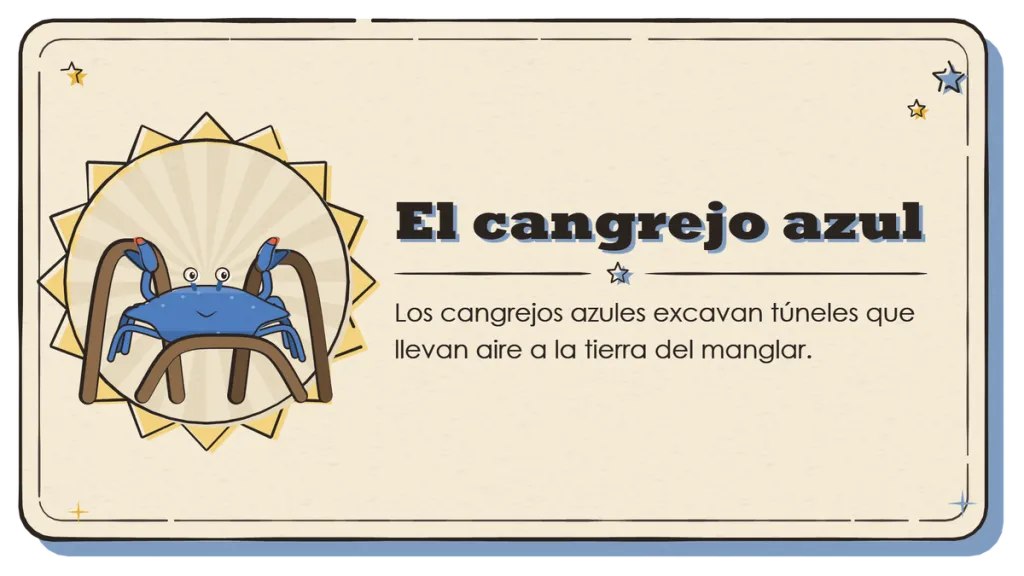 El cangrejo azul
Los cangrejos azules excavan túneles que
llevan aire a la tierra del manglar.